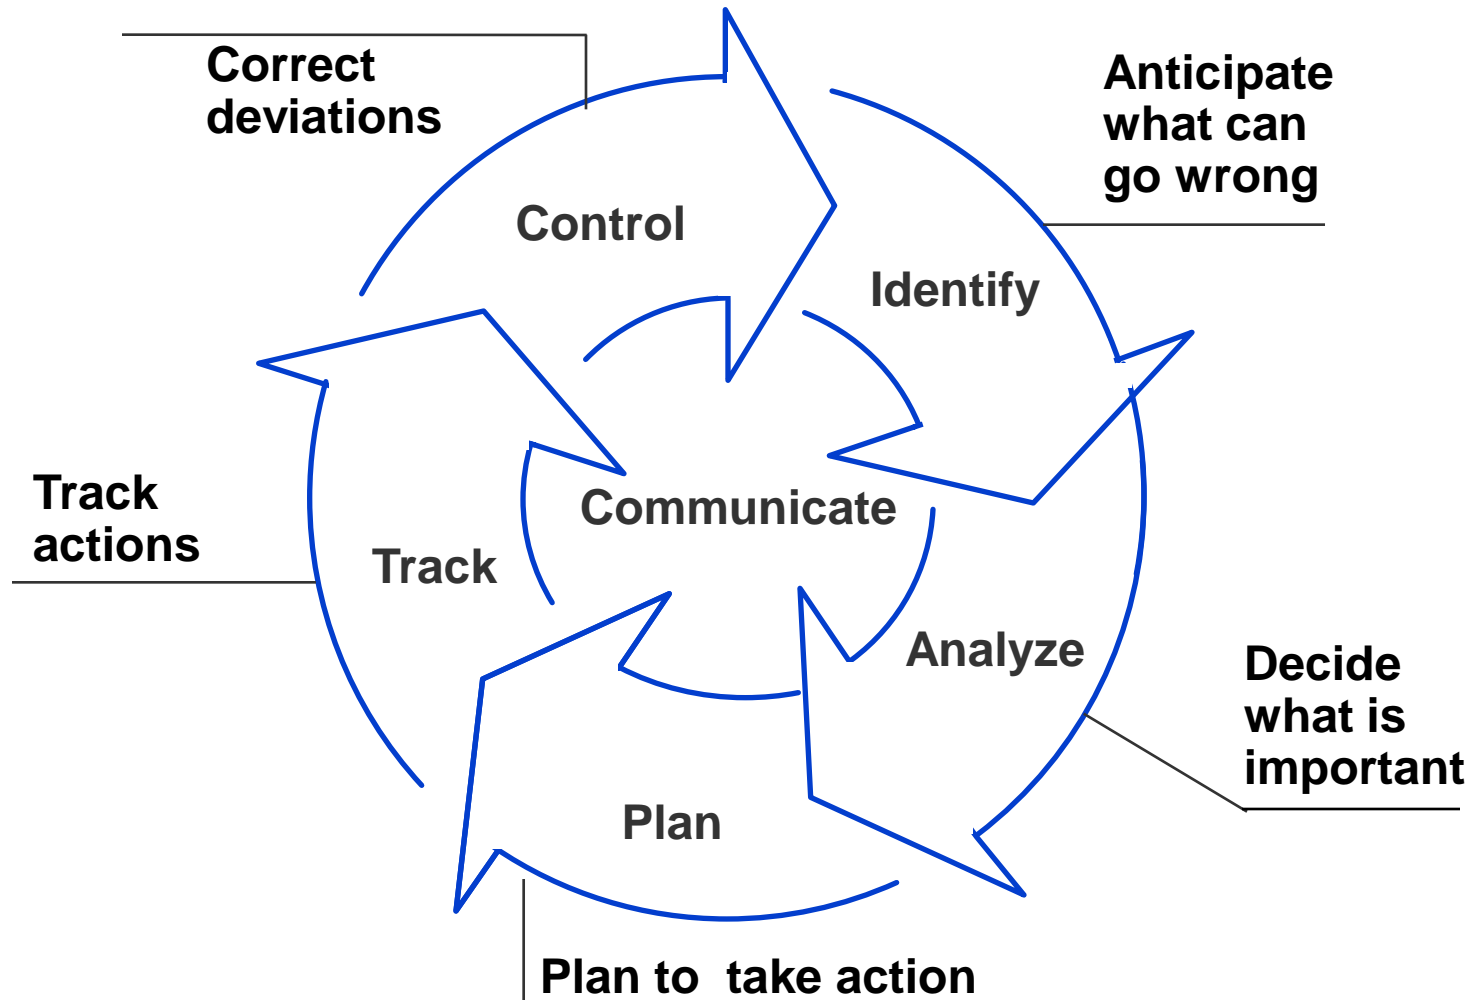 Correct
deviations
Anticipate
what can
go wrong
Control
Identify
Communicate
Track
actions
Track
Analyze
Decide
what is
important
Plan
Plan to  take action